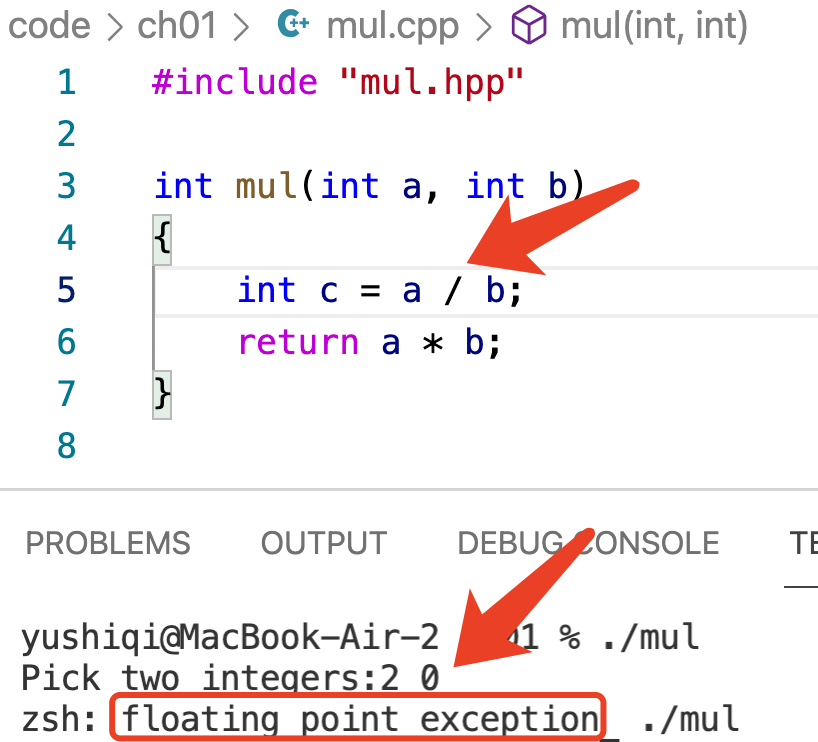 code > ch01 > mul.cpp > mul(int, int)
1 #include "mul.hpp"
2
3 int mul(int a, int b)
4 {
5 int c = a / b;
6 return a * b;
7 }
8
PROBLEMS OUTPUT DEBUG CONSOLE TE
yushiqi@MacBook-Air-2 01 % ./mul
Pick two integers:2 0
zsh: floating point exception ./mul